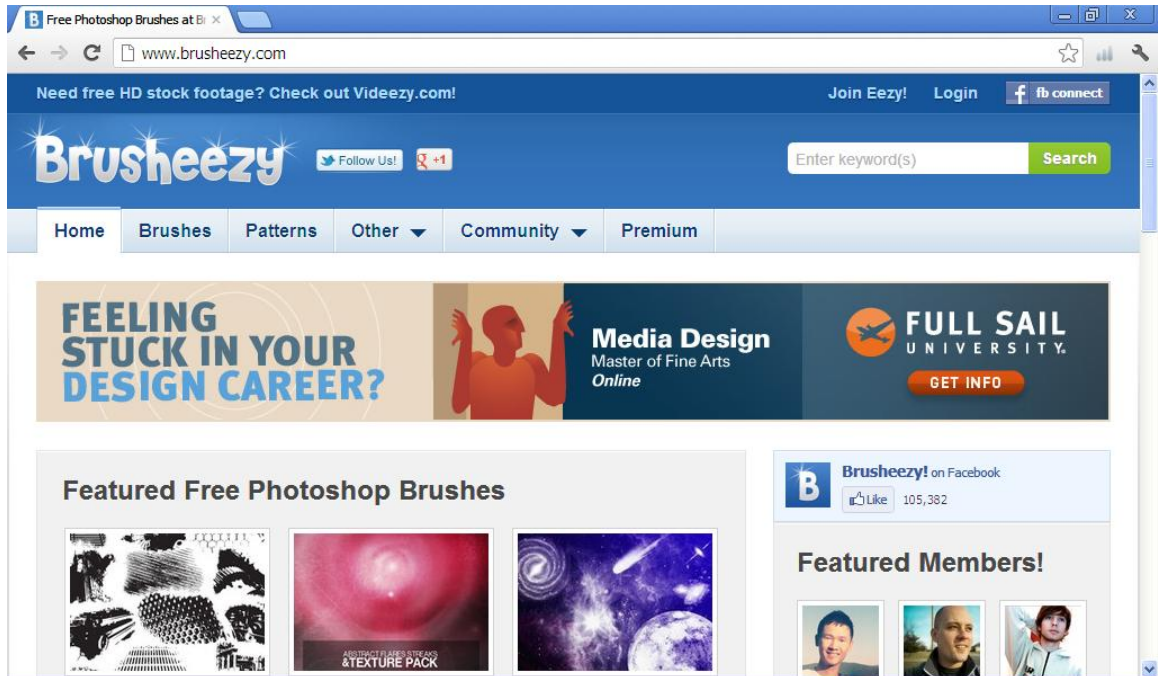 Free Photoshop Brushes at Br
www.brusheezy.com
Need free HD stock footage? Check out Videezy.com!
Join Eezy!
Login
f fb connect
Brusheezy
Follow Us!
g +1
Enter keyword(s)
Search
Home
Brushes
Patterns
Other
Community
Premium
FEELING
STUCK IN YOUR
DESIGN CAREER?
Media Design
Master of Fine Arts
Online
FULL SAIL
UNIVERSITY.
GET INFO
Featured Free Photoshop Brushes
ABSTRACT FLARES STREAKS
&TEXTURE PACK
B
Brusheezy! on Facebook
Like 105,382
Featured Members!